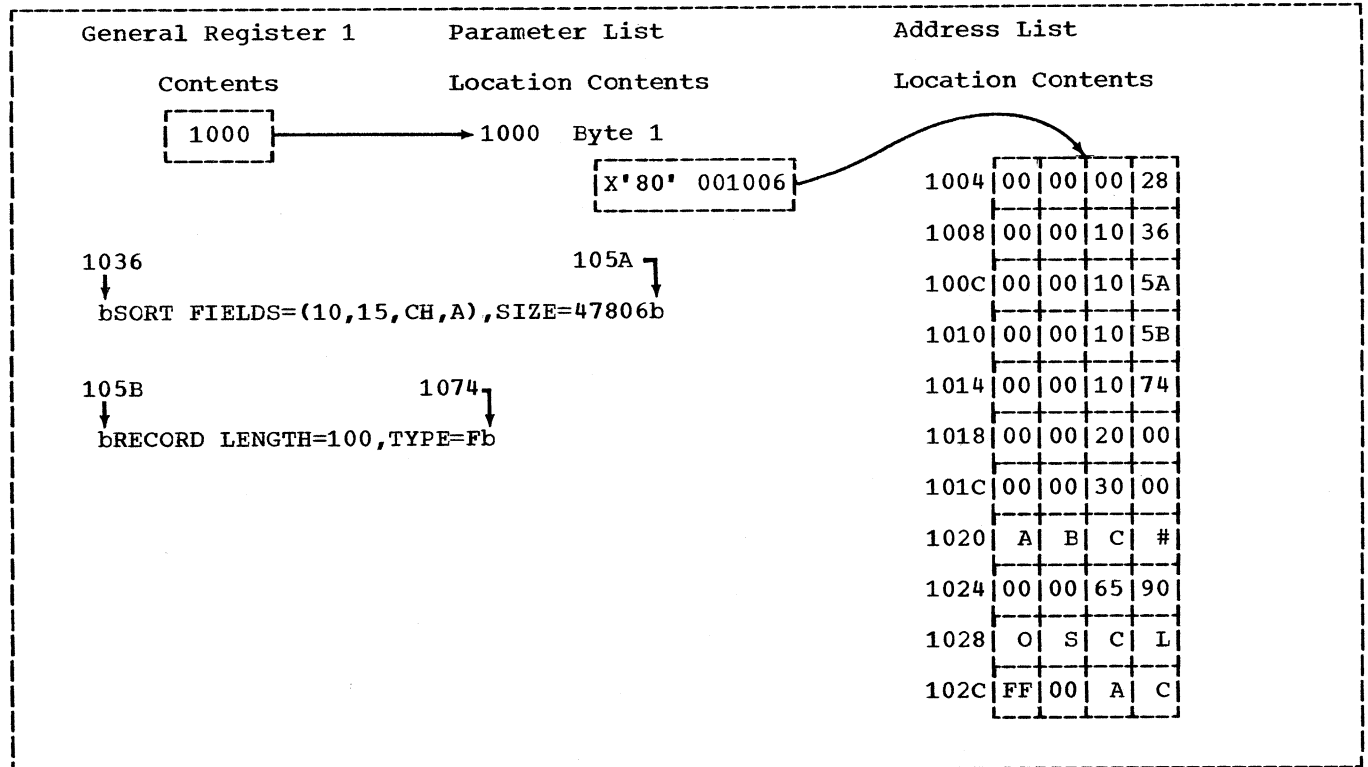 General Register 1 Parameter List Address List
Contents Location Contents Location Contents
1000 1000 Byte 1
X'80' 001006 1004 00 00 00 28
1008 00 00 10 36
1036 105A 100C 00 00 10 5A
bSORT FIELDS=(10,15,CH,A),SIZE=47806b
1010 00 00 10 5B
105B 1074 1014 00 00 10 74
bRECORD LENGTH=100,TYPE=Fb 1018 00 00 20 00
101C 00 00 30 00
1020 A B C #
1024 00 00 65 90
1028 O S C L
102C FF 00 A C